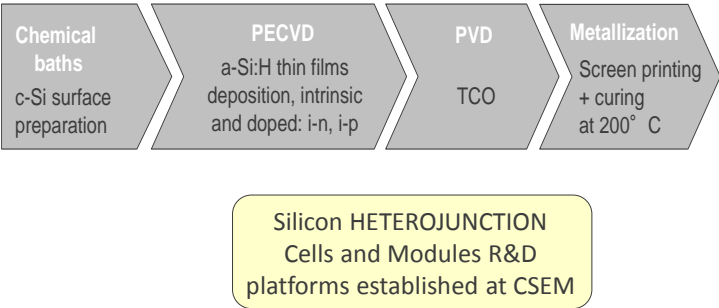 Chemical
baths
c-Si surface
preparation
PECVD
a-Si:H thin films
deposition, intrinsic
and doped: i-n, i-p
PVD
TCO
Metallization
Screen printing
+ curing
at 200° C
Silicon HETEROJUNCTION
Cells and Modules R&D
platforms established at CSEM